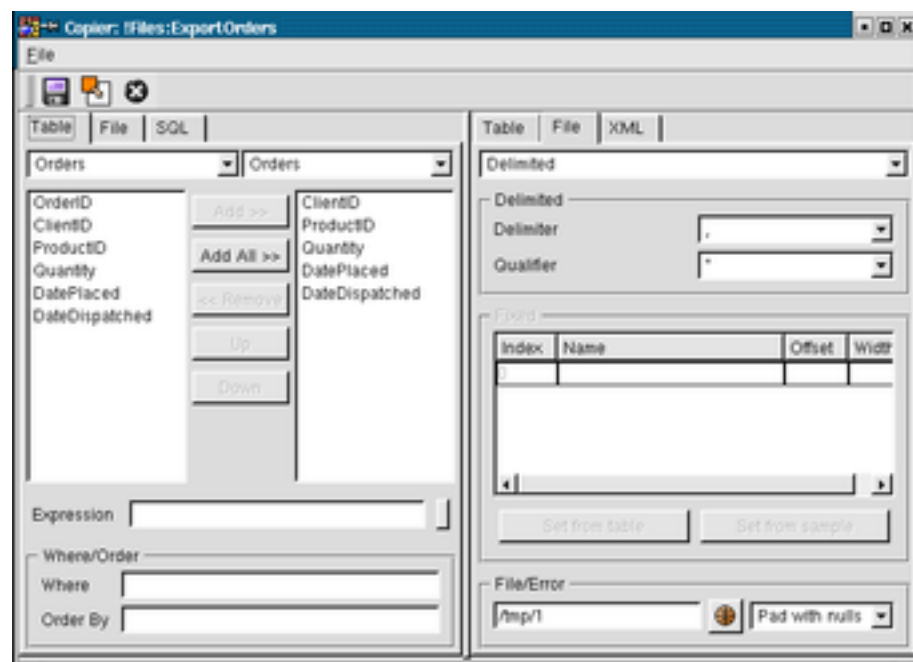 Copier: !Files:ExportOrders
File
Table File SQL
Orders Orders
OrderID
ClientID
ProductID
Quantity
DatePlaced
DateDispatched
Add >>
Add All >>
<< Remove
Up
Down
ClientID
ProductID
Quantity
DatePlaced
DateDispatched
Expression
Where/Order
Where
Order By
Table File XML
Delimited
Delimited
Delimiter ,
Qualifier "
Fixed
Index Name Offset Width
0
Set from table Set from sample
File/Error
/tmp/1 Pad with nulls